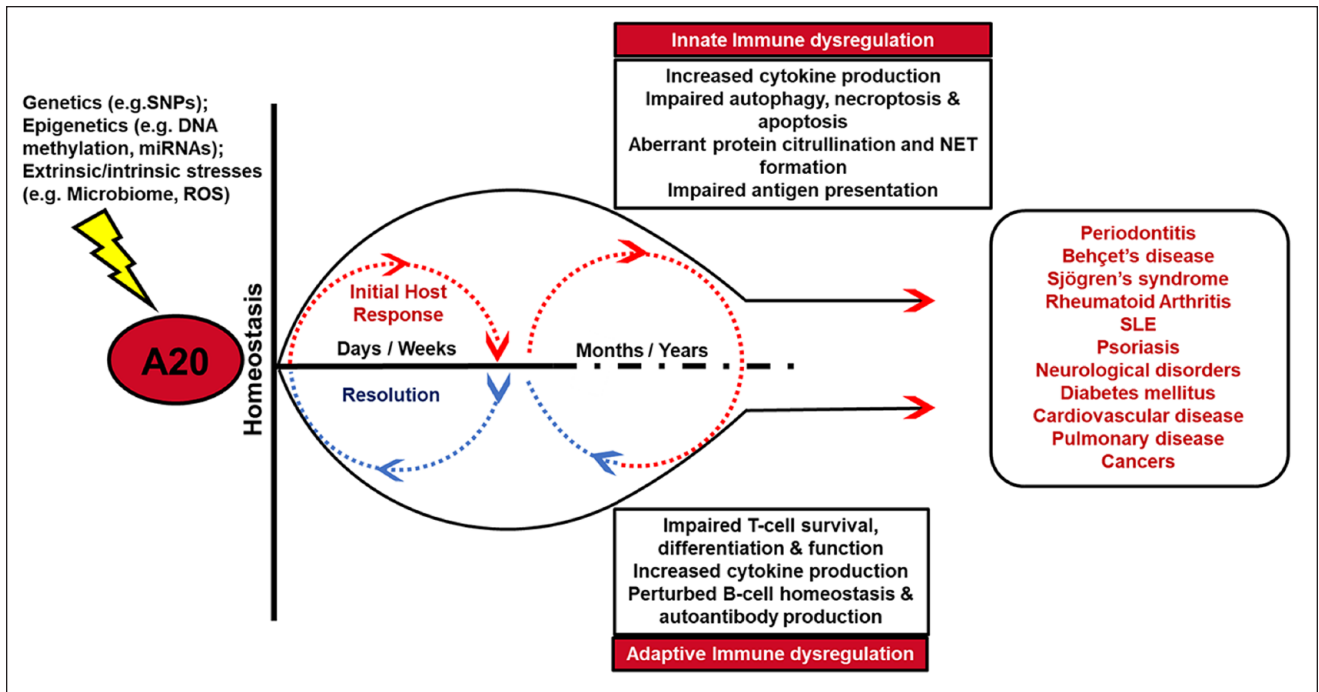 Genetics (e.g.SNPs);
Epigenetics (e.g. DNA
methylation, miRNAs);
Extrinsic/intrinsic stresses
(e.g. Microbiome, ROS)
A20
Homeostasis
Initial Host
Response
Days / Weeks
Resolution
Months / Years
Innate Immune dysregulation
Increased cytokine production
Impaired autophagy, necroptosis &
apoptosis
Aberrant protein citrullination and NET
formation
Impaired antigen presentation
Impaired T-cell survival,
differentiation & function
Increased cytokine production
Perturbed B-cell homeostasis &
autoantibody production
Adaptive Immune dysregulation
Periodontitis
Behçet’s disease
Sjögren’s syndrome
Rheumatoid Arthritis
SLE
Psoriasis
Neurological disorders
Diabetes mellitus
Cardiovascular disease
Pulmonary disease
Cancers